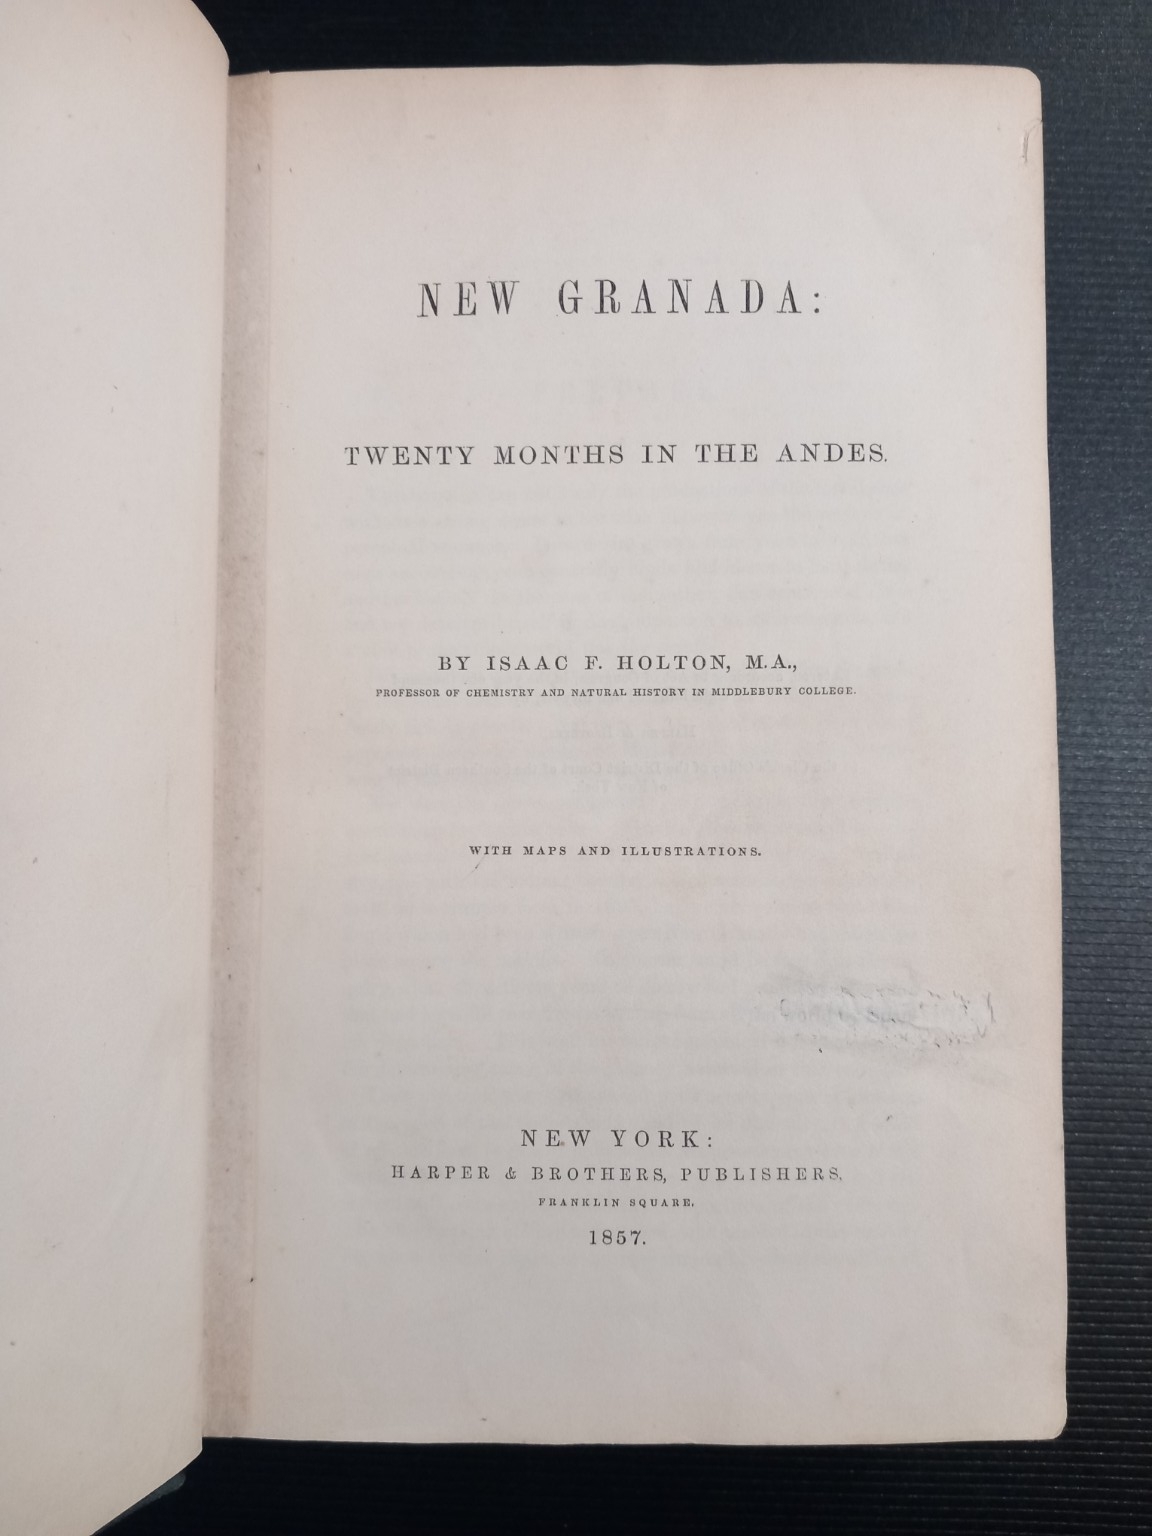 NEW GRANADA:
TWENTY MONTHS IN THE ANDES.
BY ISAAC F. HOLTON, M.A.,
PROFESSOR OF CHEMISTRY AND NATURAL HISTORY IN MIDDLEBURY COLLEGE.
WITH MAPS AND ILLUSTRATIONS.
NEW YORK:
HARPER & BROTHERS, PUBLISHERS,
FRANKLIN SQUARE.
1857.